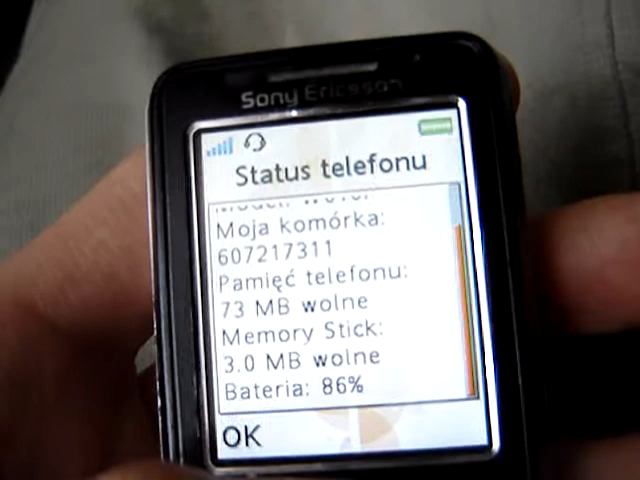 Sony Ericsson
Status telefonu
Moja komórka:
607217311
Pamięć telefonu:
73 MB wolne
Memory Stick:
3.0 MB wolne
Bateria: 86%
OK